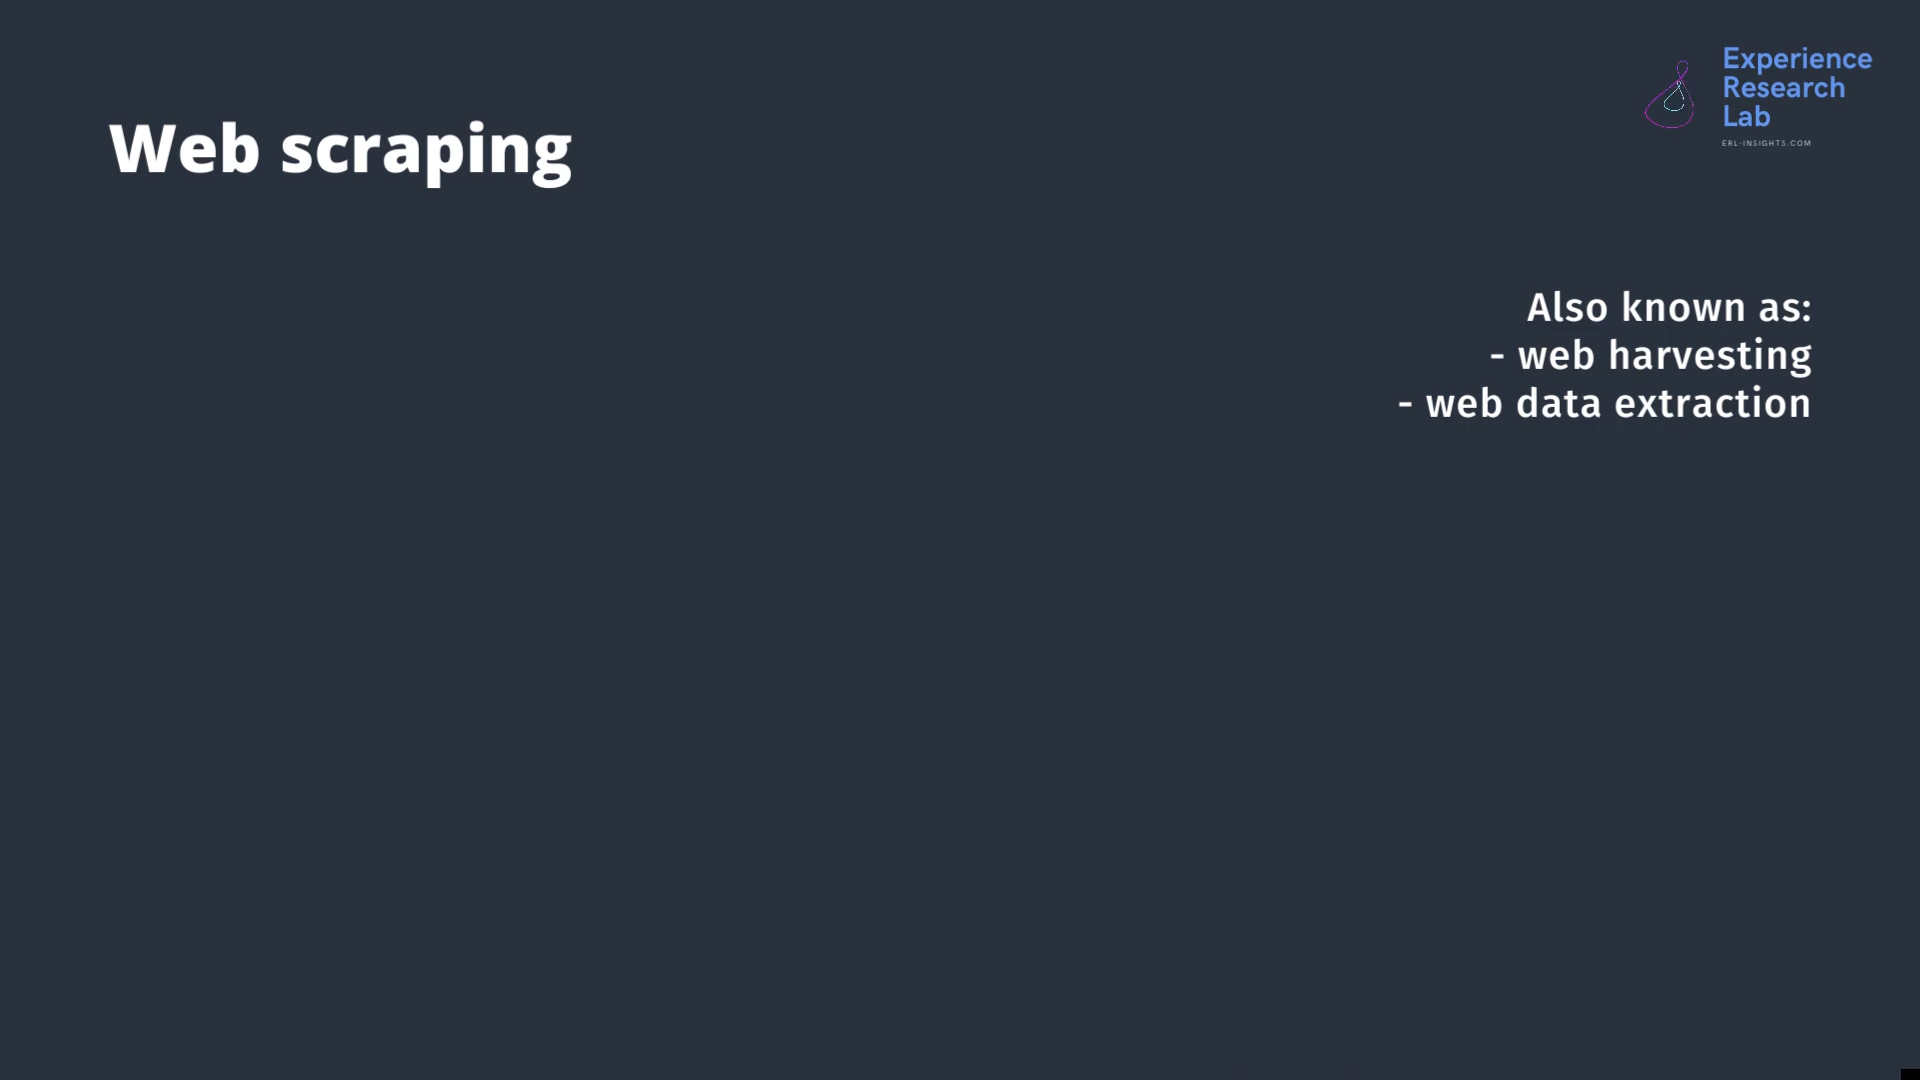 Web scraping
Experience
Research
Lab
ERL-INSIGHTS.COM
Also known as:
- web harvesting
- web data extraction